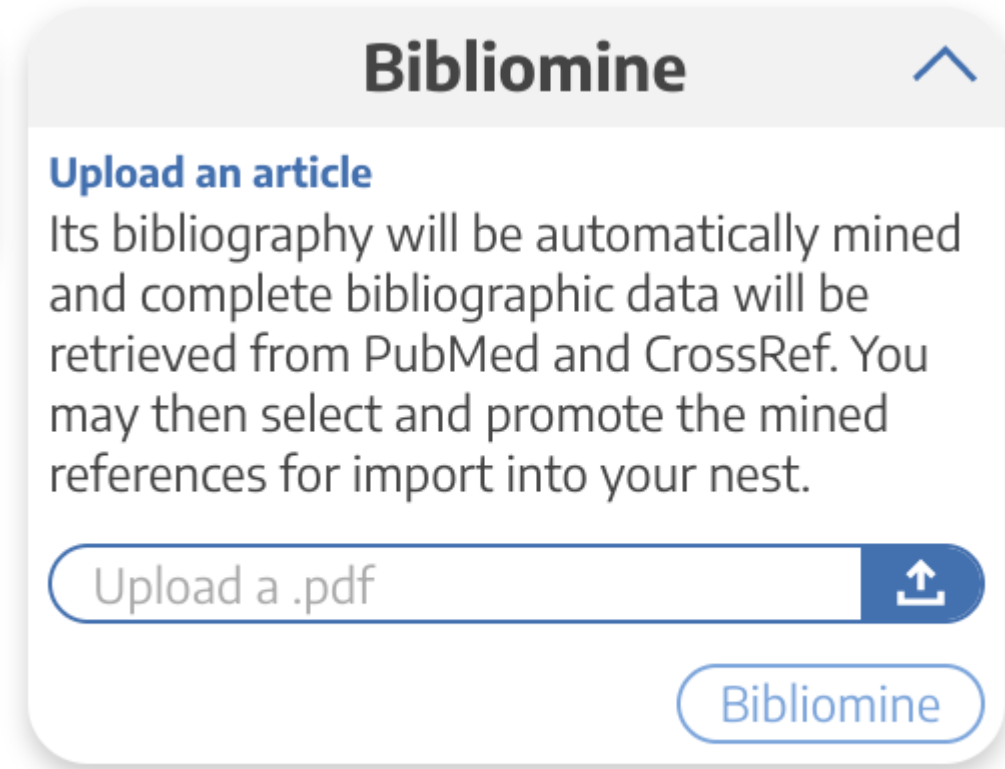 Bibliomine
Upload an article
Its bibliography will be automatically mined
and complete bibliographic data will be
retrieved from PubMed and CrossRef. You
may then select and promote the mined
references for import into your nest.
Upload a .pdf
Bibliomine